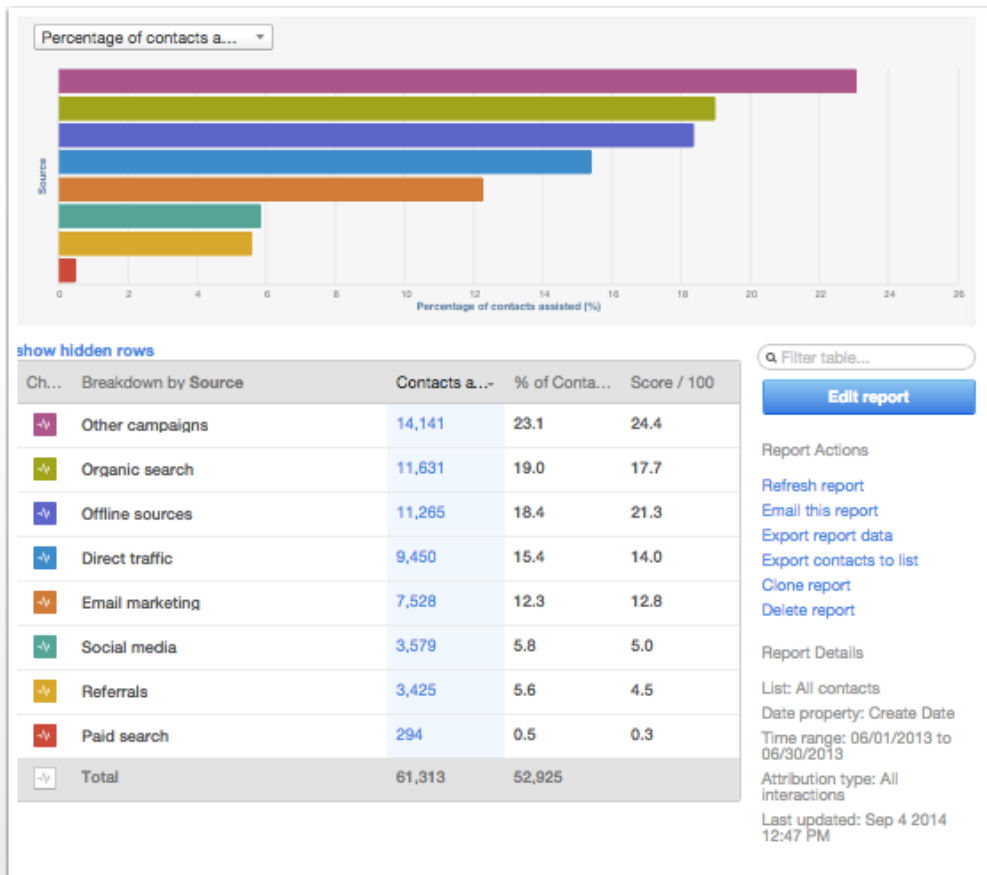 Percentage of contacts a...
Source
0 2 4 6 8 10 12 14 16 18 20 22 24 26
Percentage of contacts assisted (%)
show hidden rows
Filter table...
Edit report
Ch... Breakdown by Source Contacts a... % of Conta... Score / 100
Other campaigns 14,141 23.1 24.4
Organic search 11,631 19.0 17.7
Offline sources 11,265 18.4 21.3
Direct traffic 9,450 15.4 14.0
Email marketing 7,528 12.3 12.8
Social media 3,579 5.8 5.0
Referrals 3,425 5.6 4.5
Paid search 294 0.5 0.3
Total 61,313 52,925
Report Actions
Refresh report
Email this report
Export report data
Export contacts to list
Clone report
Delete report
Report Details
List: All contacts
Date property: Create Date
Time range: 06/01/2013 to
06/30/2013
Attribution type: All
interactions
Last updated: Sep 4 2014
12:47 PM